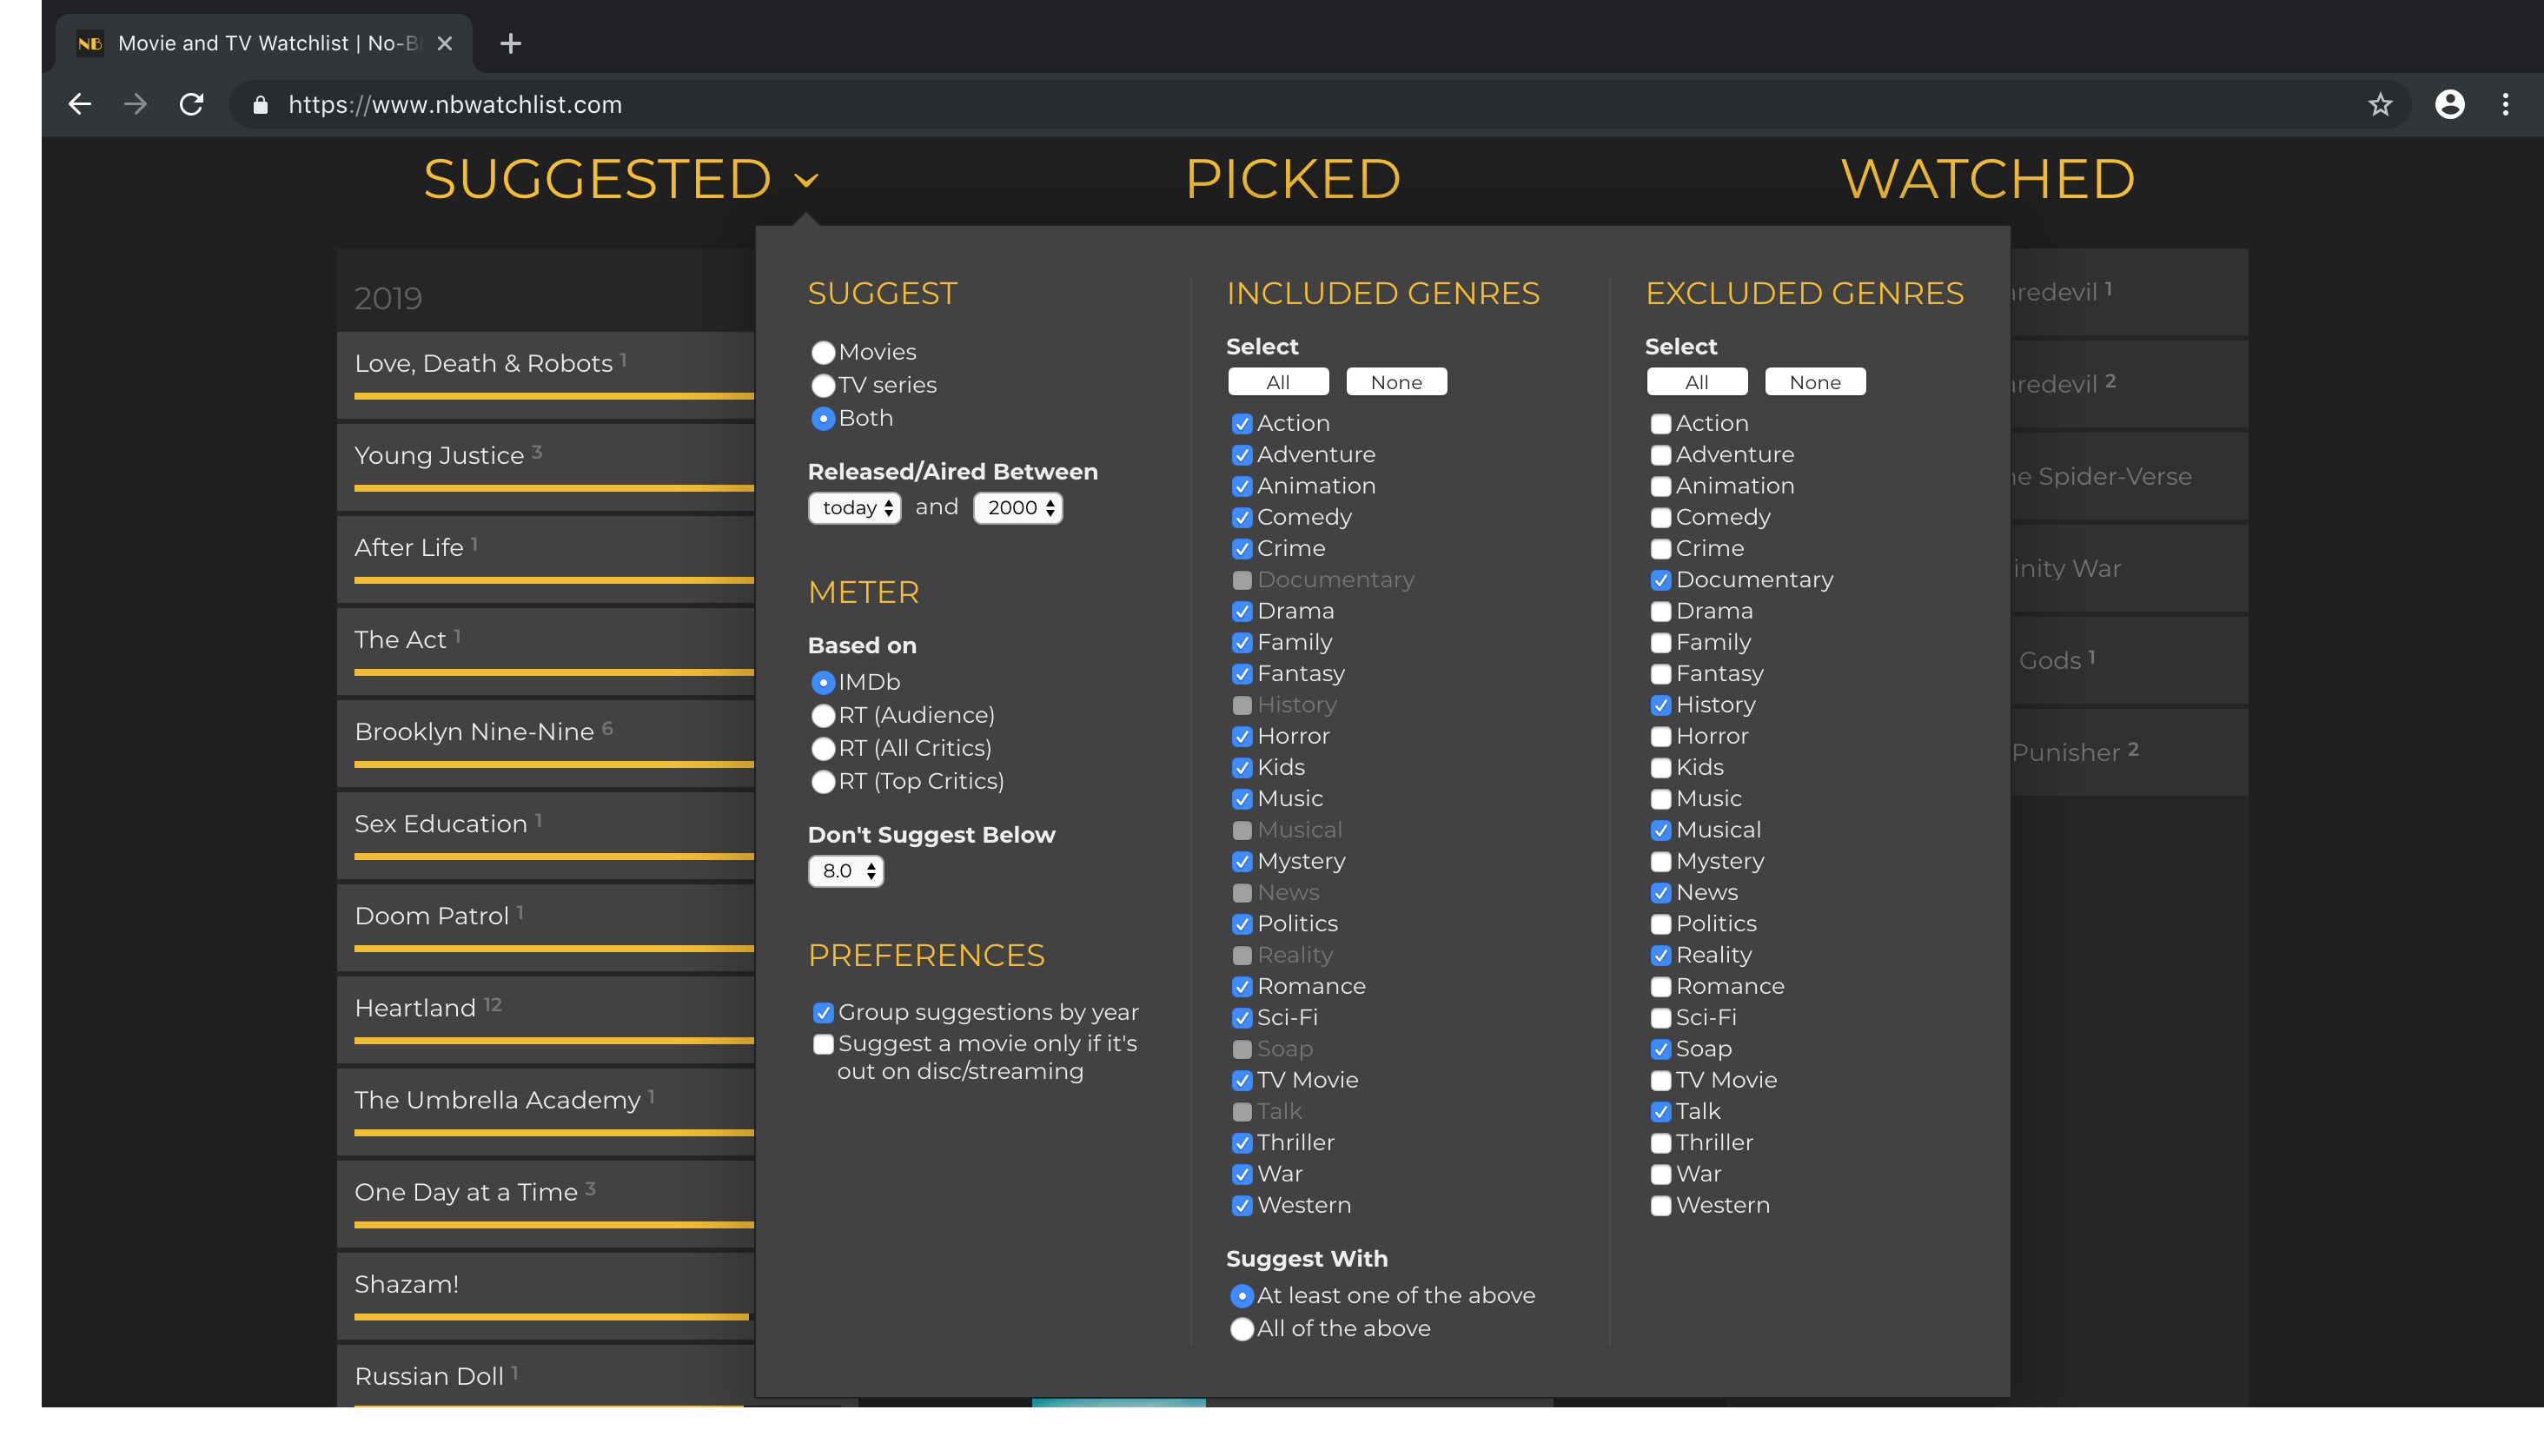 NB Movie and TV Watchlist | No-B
https://www.nbwatchlist.com
SUGGESTED
PICKED
WATCHED
2019
Love, Death & Robots 1
Young Justice 3
After Life 1
The Act 1
Brooklyn Nine-Nine 6
Sex Education 1
Doom Patrol 1
Heartland 12
The Umbrella Academy 1
One Day at a Time 3
Shazam!
Russian Doll 1
SUGGEST
Movies
TV series
Both
Released/Aired Between
today and 2000
METER
Based on
IMDb
RT (Audience)
RT (All Critics)
RT (Top Critics)
Don't Suggest Below
8.0
PREFERENCES
Group suggestions by year
Suggest a movie only if it's
out on disc/streaming
INCLUDED GENRES
Select
All None
Action
Adventure
Animation
Comedy
Crime
Documentary
Drama
Family
Fantasy
History
Horror
Kids
Music
Musical
Mystery
News
Politics
Reality
Romance
Sci-Fi
Soap
TV Movie
Talk
Thriller
War
Western
Suggest With
At least one of the above
All of the above
EXCLUDED GENRES
Select
All None
Action
Adventure
Animation
Comedy
Crime
Documentary
Drama
Family
Fantasy
History
Horror
Kids
Music
Musical
Mystery
News
Politics
Reality
Romance
Sci-Fi
Soap
TV Movie
Talk
Thriller
War
Western
redevil 1
redevil 2
e Spider-Verse
inity War
Gods 1
Punisher 2